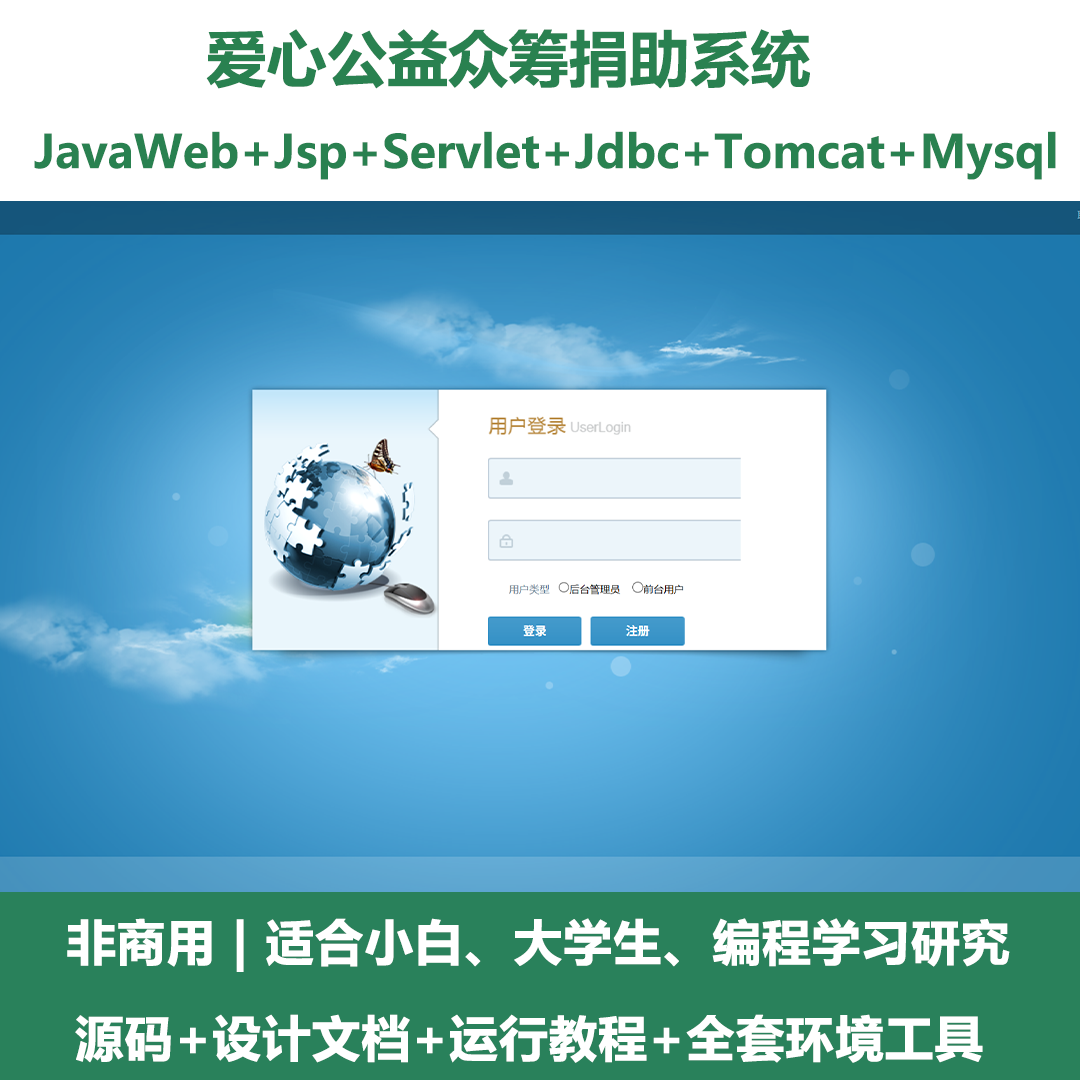 爱心公益众筹捐助系统
JavaWeb+Jsp+Servlet+Jdbc+Tomcat+Mysql
用户登录 UserLogin
用户类型 后台管理员 前台用户
登录 注册
非商用 | 适合小白、大学生、编程学习研究
源码+设计文档+运行教程+全套环境工具